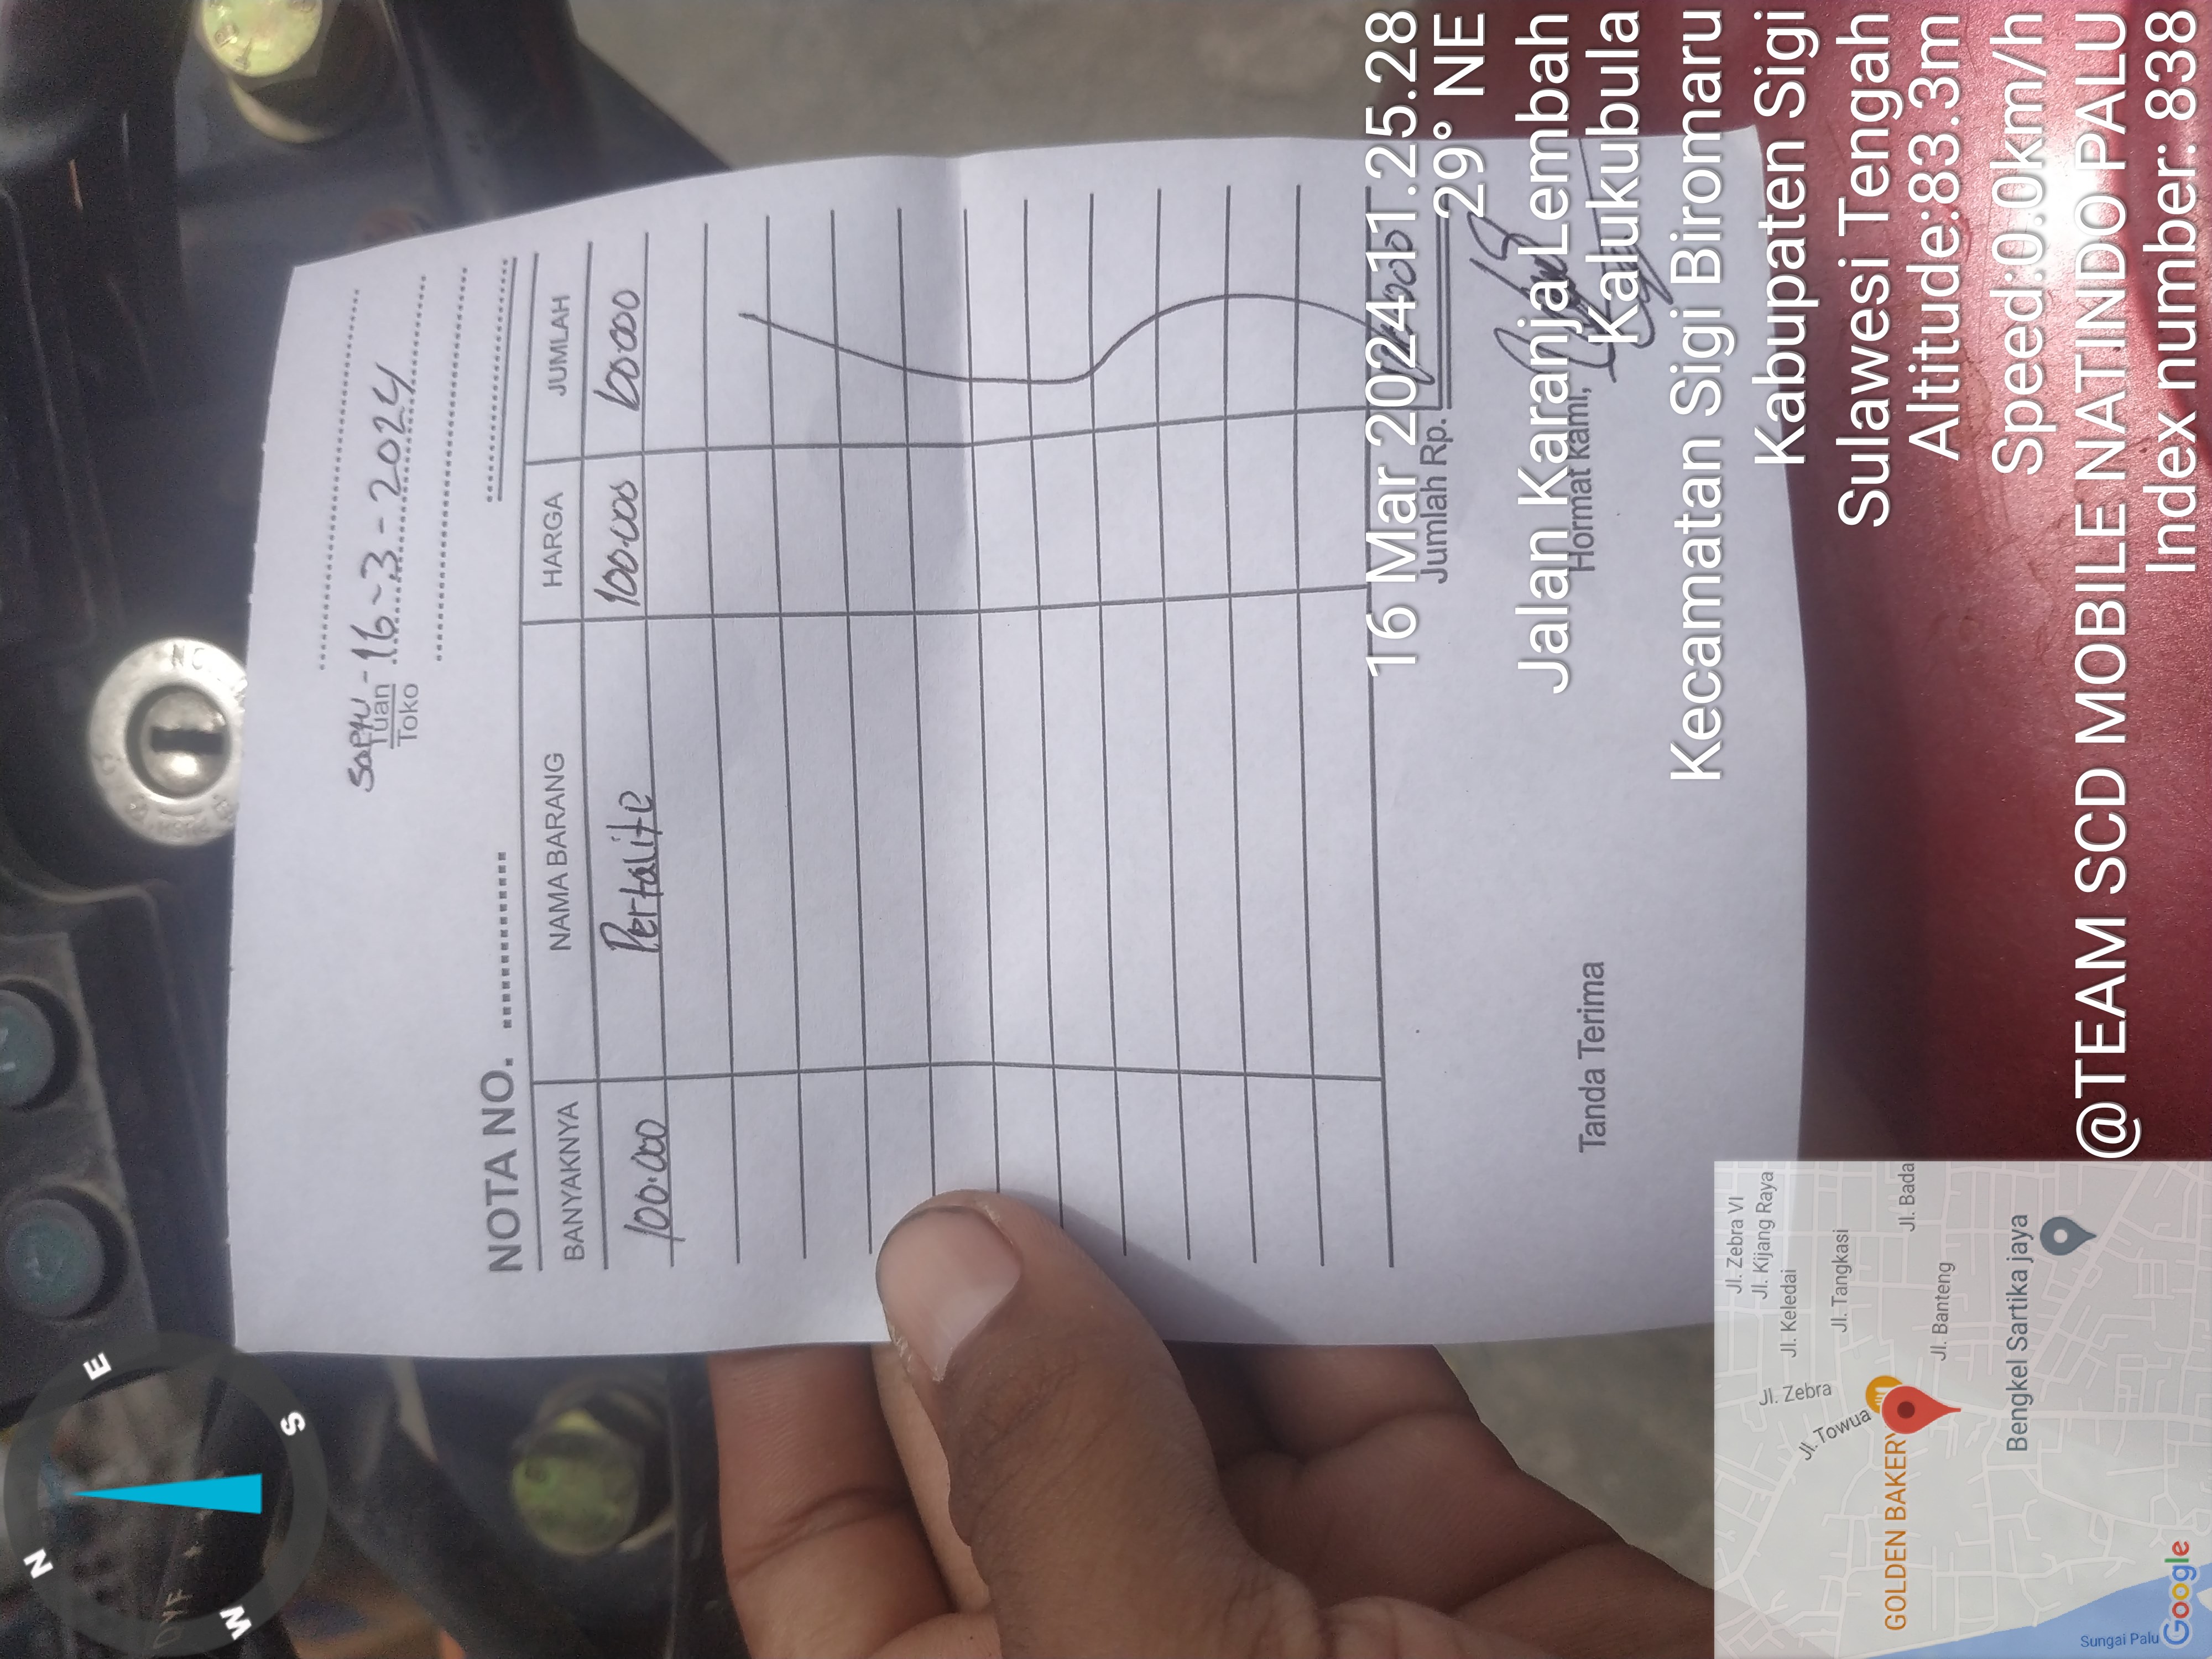 Saptu - 16 - 3 - 2024
Tuan
Toko
NOTA NO. ................
BANYAKNYA NAMA BARANG HARGA JUMLAH
100.000 Pertalite 100.000 100.000
Jumlah Rp.
Tanda Terima Hormat kami,
16 Mar 2024 11.25.28
29° NE
Jalan Karanja Lembah
Kalukubula
Kecamatan Sigi Biromaru
Kabupaten Sigi
Sulawesi Tengah
Altitude:83.3m
Speed:0.0km/h
@TEAM SCD MOBILE NATINDO PALU
Index number: 838
N
E
S
W
Jl. Zebra VI
Jl. Kijang Raya
Jl. Keledai
Jl. Zebra
Jl. Tangkasi
Jl. Towua
Jl. Bada
GOLDEN BAKERY
Jl. Banteng
Bengkel Sartika jaya
Sungai Palu
Google